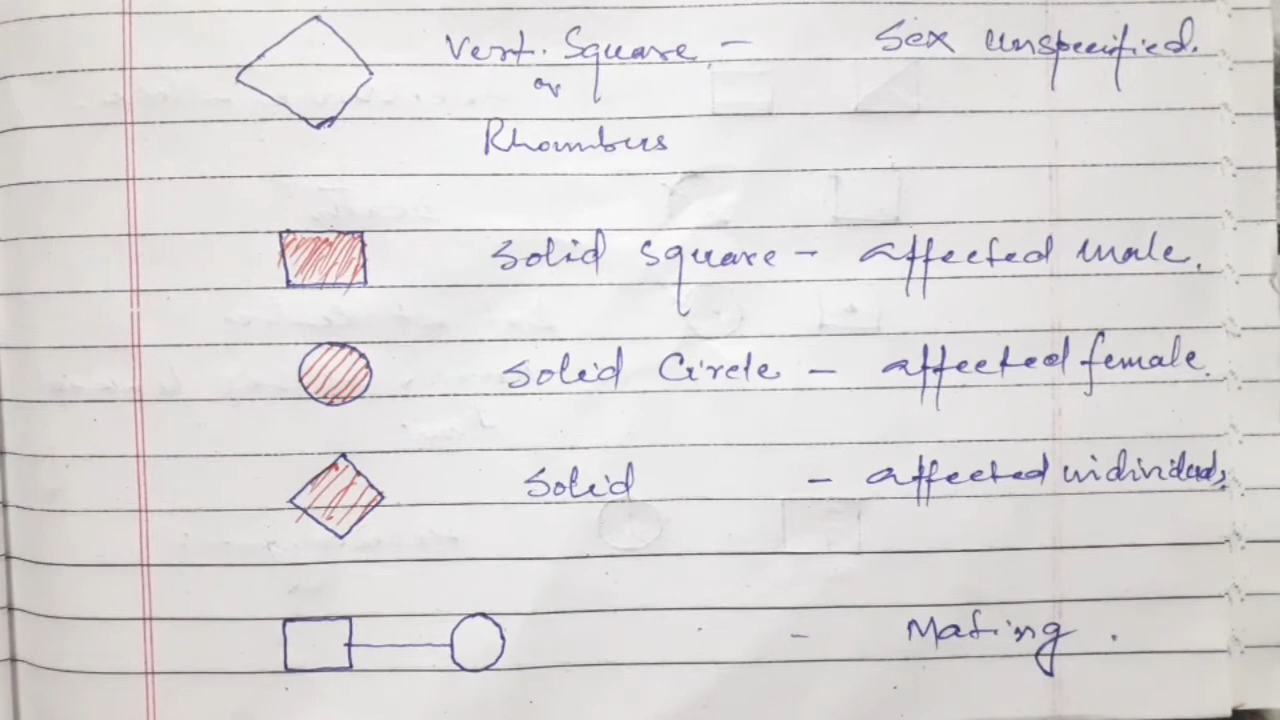 Vert. Square - Sex unspecified.
or
Rhombus
Solid square - affected male.
Solid Circle - affected female.
Solid - affected individual,
- Mating .